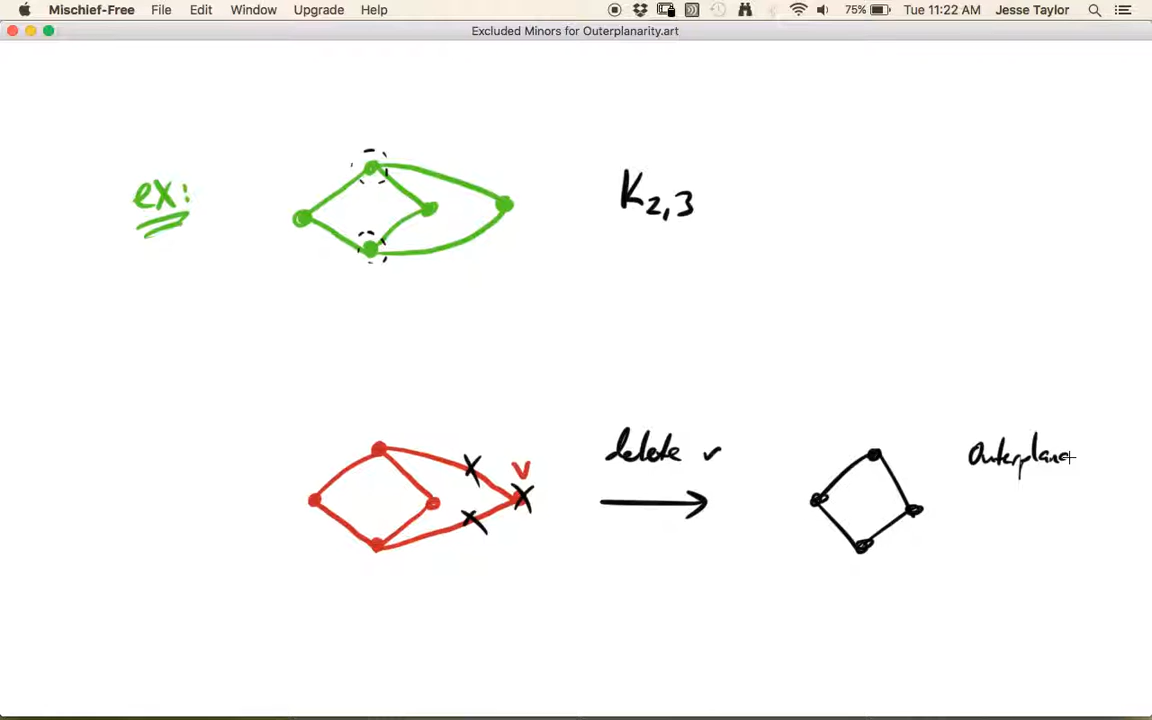 Mischief-Free File Edit Window Upgrade Help 75% Tue 11:22 AM Jesse Taylor
Excluded Minors for Outerplanarity.art
ex: K2,3
delete v Outerplana
v